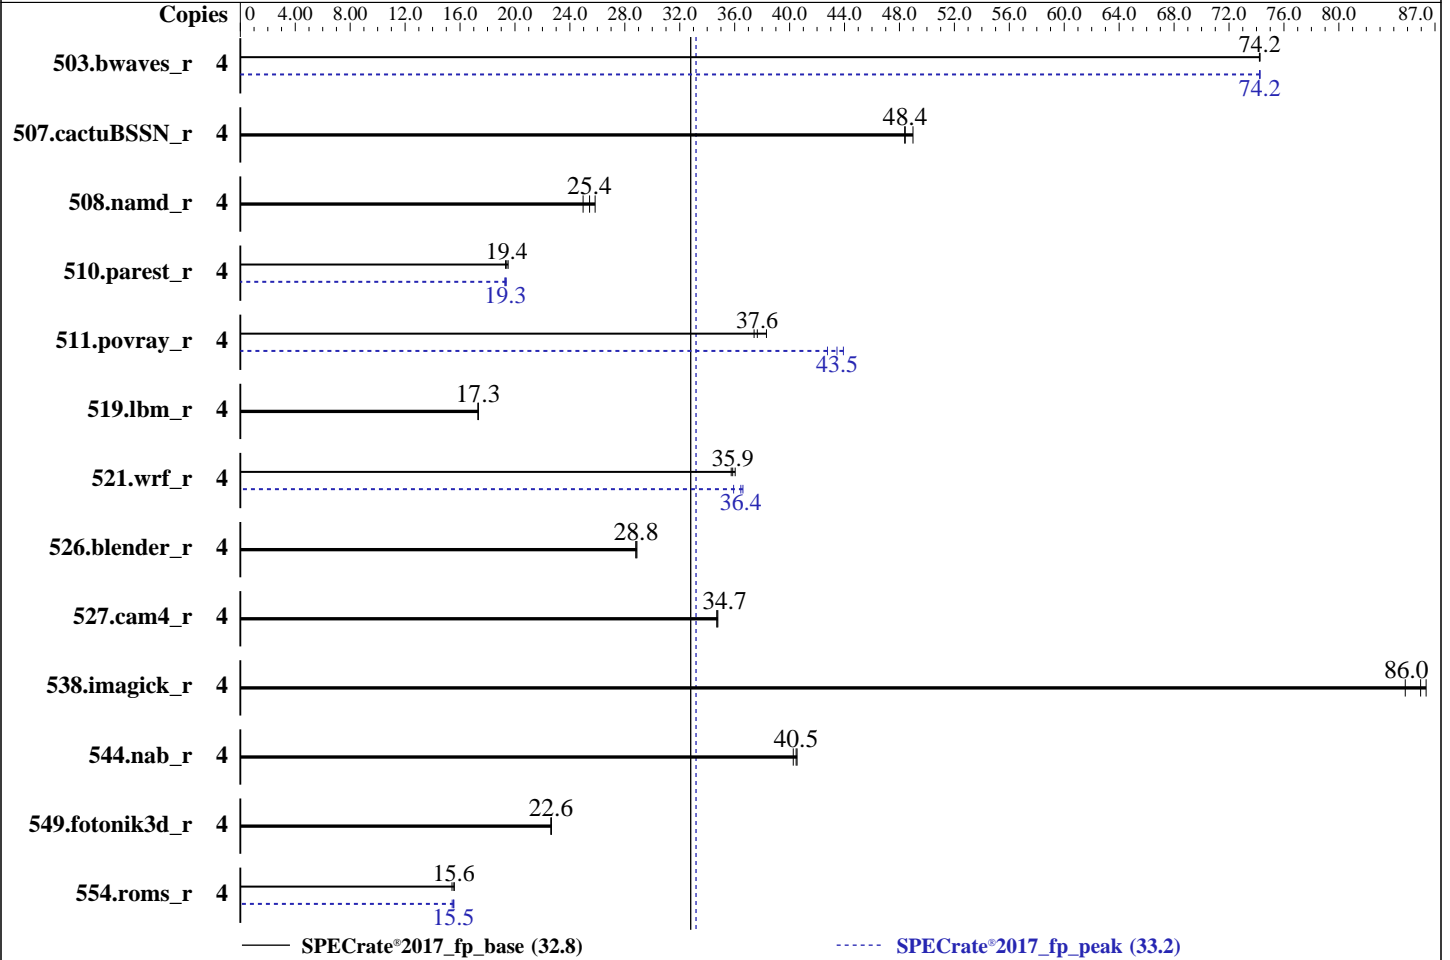 Copies 0 4.00 8.00 12.0 16.0 20.0 24.0 28.0 32.0 36.0 40.0 44.0 48.0 52.0 56.0 60.0 64.0 68.0 72.0 76.0 80.0 87.0
503.bwaves_r 4 74.2
74.2
507.cactuBSSN_r 4 48.4
508.namd_r 4 25.4
510.parest_r 4 19.4
19.3
511.povray_r 4 37.6
43.5
519.lbm_r 4 17.3
521.wrf_r 4 35.9
36.4
526.blender_r 4 28.8
527.cam4_r 4 34.7
538.imagick_r 4 86.0
544.nab_r 4 40.5
549.fotonik3d_r 4 22.6
554.roms_r 4 15.6
15.5
SPECrate®2017_fp_base (32.8) SPECrate®2017_fp_peak (33.2)